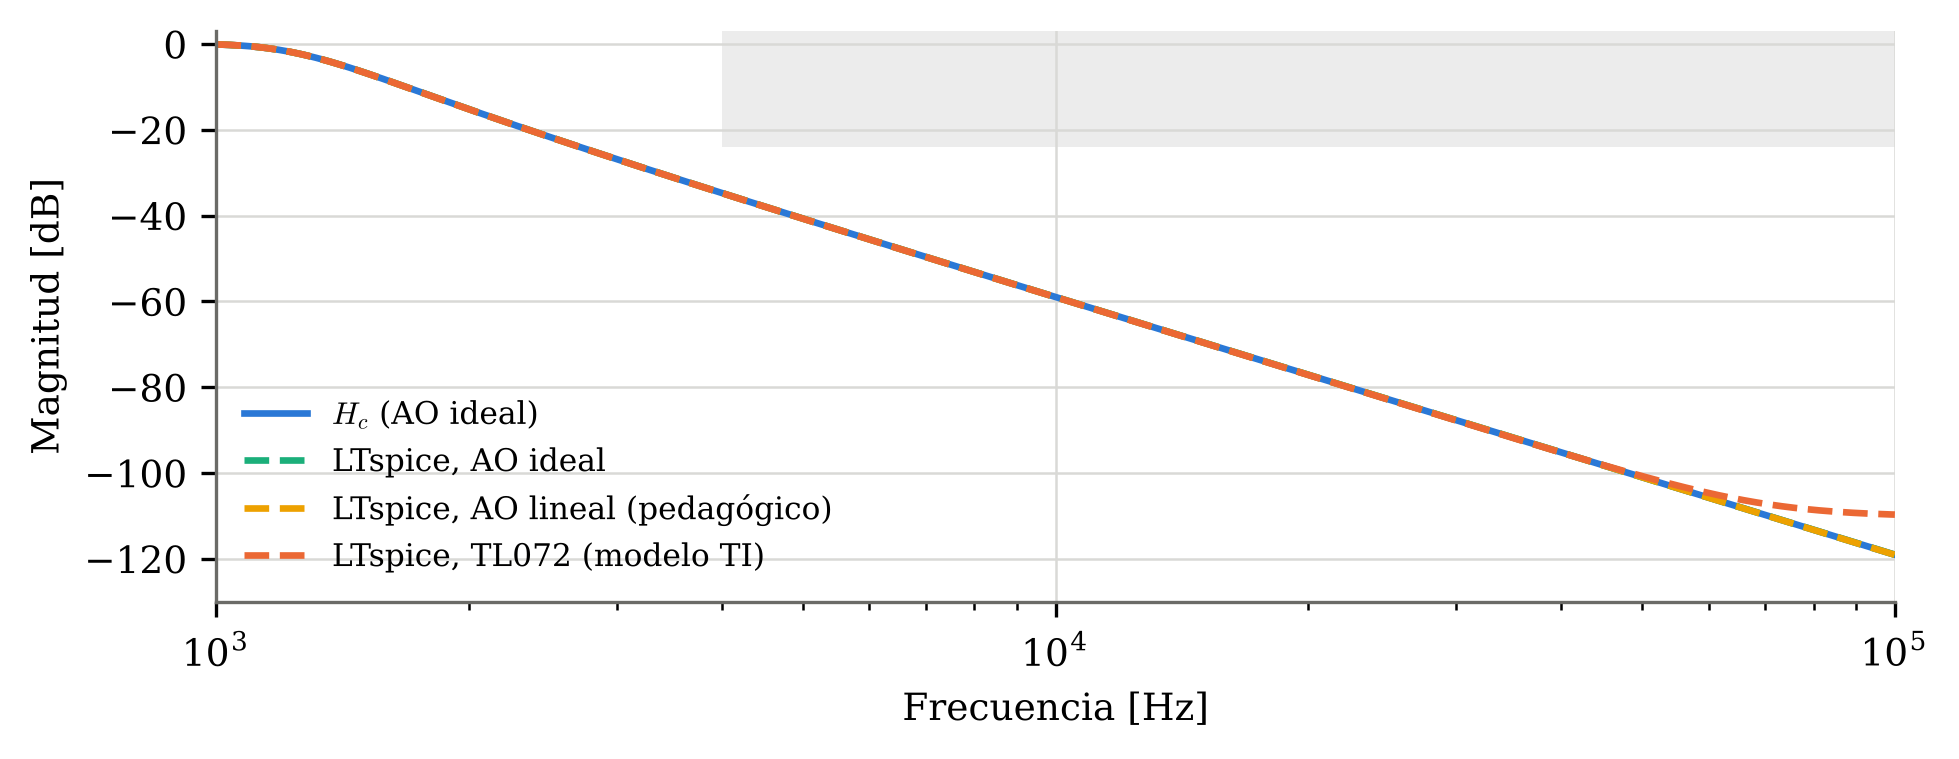 0
−20
−40
−60
−80
−100
−120
Magnitud [dB]
H_c (AO ideal)
LTspice, AO ideal
LTspice, AO lineal (pedagógico)
LTspice, TL072 (modelo TI)
10³ 10⁴ 10⁵
Frecuencia [Hz]